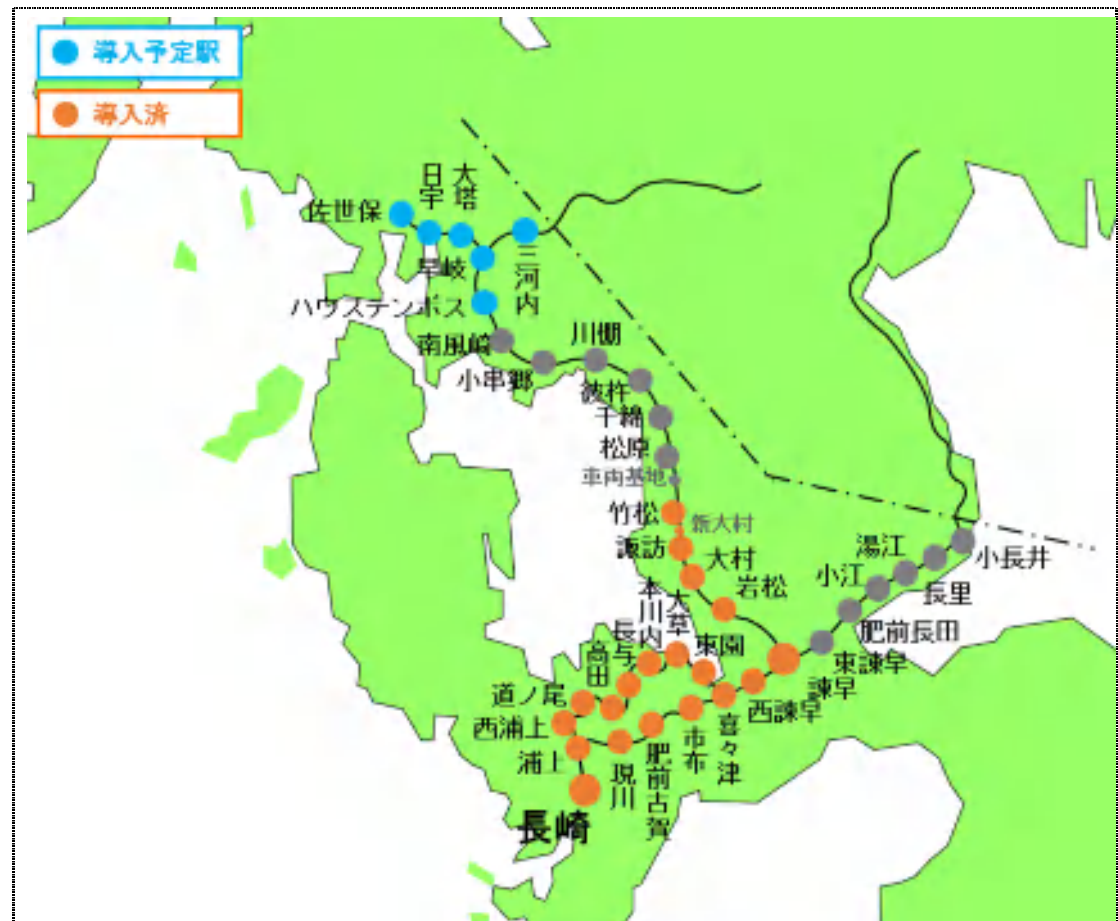 導入予定駅
導入済
佐世保
日宇
大塔
早岐
三河内
ハウステンボス
南風崎
小串郷
川棚
彼杵
千綿
松原
車両基地
竹松
新大村
諏訪
大村
岩松
小長井
湯江
長里
小江
肥前長田
東諫早
諫早
西諫早
喜々津
東園
大草
本川内
長与
高田
道ノ尾
西浦上
浦上
市布
肥前古賀
現川
長崎